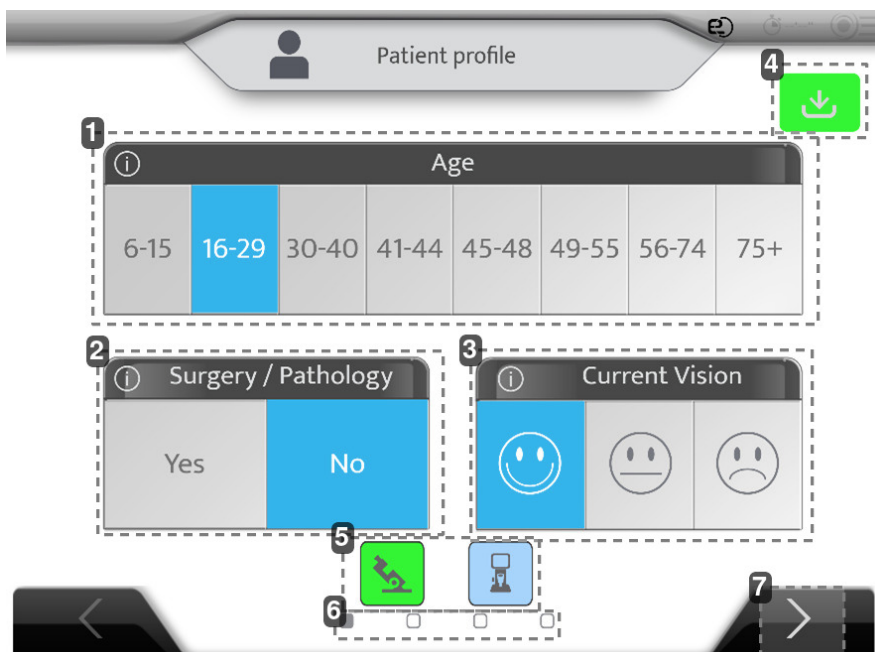 Patient profile
4
1
Age
6-15 16-29 30-40 41-44 45-48 49-55 56-74 75+
2
Surgery / Pathology
Yes No
3
Current Vision
5
6
7